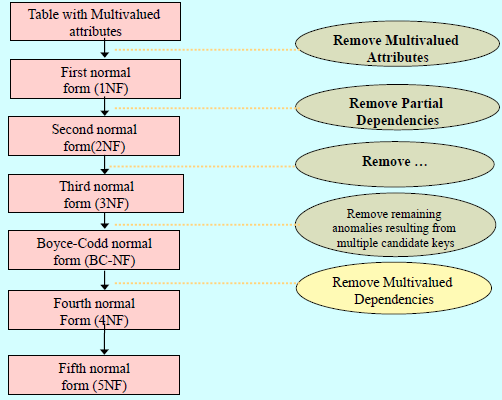 Table with Multivalued
attributes
Remove Multivalued
Attributes
First normal
form (1NF)
Remove Partial
Dependencies
Second normal
form(2NF)
Remove …
Third normal
form (3NF)
Remove remaining
anomalies resulting from
multiple candidate keys
Boyce-Codd normal
form (BC-NF)
Remove Multivalued
Dependencies
Fourth normal
Form (4NF)
Fifth normal
form (5NF)